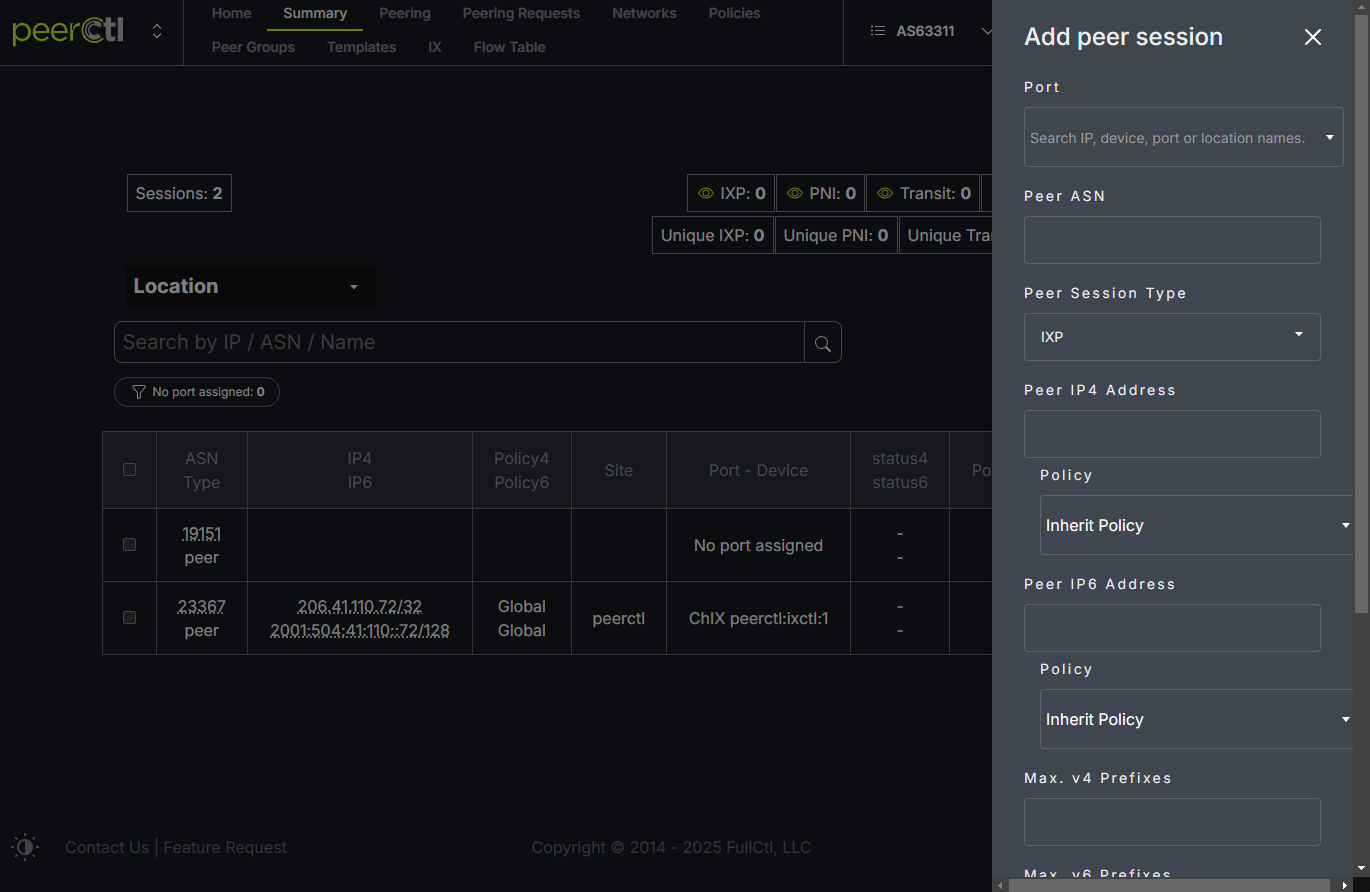 peerCtl
Home Summary Peering Peering Requests Networks Policies
Peer Groups Templates IX Flow Table
AS63311
Sessions: 2
IXP: 0 PNI: 0 Transit: 0
Unique IXP: 0 Unique PNI: 0 Unique Tra
Location
Search by IP / ASN / Name
No port assigned: 0
ASN
Type
IP4
IP6
Policy4
Policy6
Site
Port - Device
status4
status6
Po
19151
peer
No port assigned
-
-
23367
peer
206.41.110.72/32
2001:504:41:110::72/128
Global
Global
peerctl
ChIX peerctl:ixctl:1
-
-
Contact Us | Feature Request
Copyright © 2014 - 2025 FullCtl, LLC
Add peer session
Port
Search IP, device, port or location names.
Peer ASN
Peer Session Type
IXP
Peer IP4 Address
Policy
Inherit Policy
Peer IP6 Address
Policy
Inherit Policy
Max. v4 Prefixes
Max. v6 Prefixes